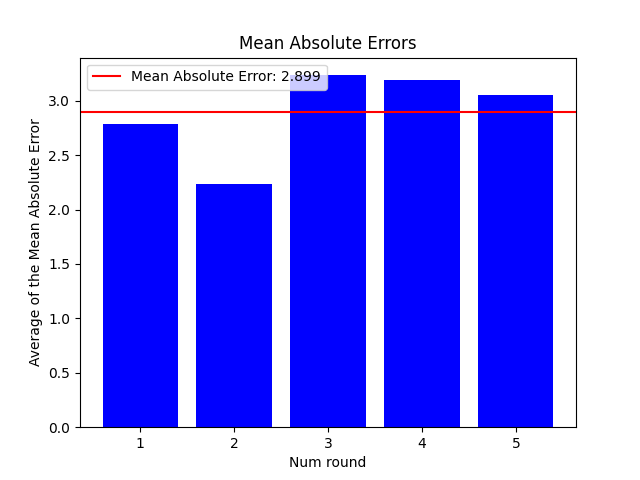 Mean Absolute Errors
Mean Absolute Error: 2.899
Average of the Mean Absolute Error
3.0
2.5
2.0
1.5
1.0
0.5
0.0
1 2 3 4 5
Num round